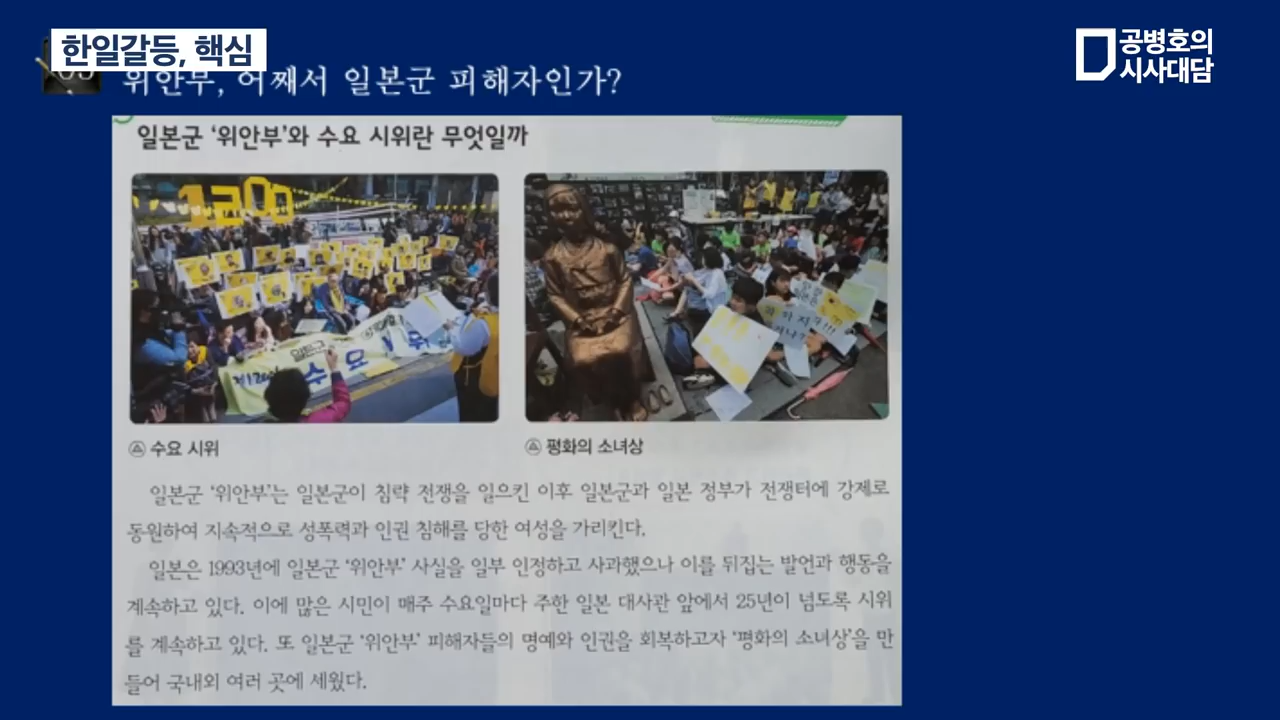 한일갈등, 핵심
공병호의
시사대담
위안부, 어째서 일본군 피해자인가?
일본군 '위안부'와 수요 시위란 무엇일까
1200
일본군
수요
수요 시위
평화의 소녀상
일본군 '위안부'는 일본군이 침략 전쟁을 일으킨 이후 일본군과 일본 정부가 전쟁터에 강제로
동원하여 지속적으로 성폭력과 인권 침해를 당한 여성을 가리킨다.
일본은 1993년에 일본군 '위안부' 사실을 일부 인정하고 사과했으나 이를 뒤집는 발언과 행동을
계속하고 있다. 이에 많은 시민이 매주 수요일마다 주한 일본 대사관 앞에서 25년이 넘도록 시위
를 계속하고 있다. 또 일본군 '위안부' 피해자들의 명예와 인권을 회복하고자 '평화의 소녀상'을 만
들어 국내외 여러 곳에 세웠다.